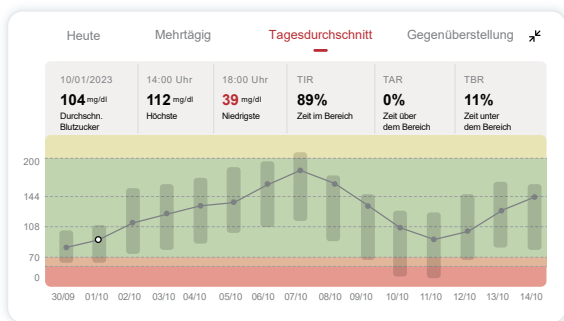 Heute Mehrtägig Tagesdurchschnitt Gegenüberstellung
10/01/2023 14:00 Uhr 18:00 Uhr TIR TAR TBR
104 mg/dl 112 mg/dl 39 mg/dl 89% 0% 11%
Durchschn. Höchste Niedrigste Zeit im Bereich Zeit über Zeit unter
Blutzucker dem Bereich dem Bereich
200
144
108
70
0
30/09 01/10 02/10 03/10 04/10 05/10 06/10 07/10 08/10 09/10 10/10 11/10 12/10 13/10 14/10